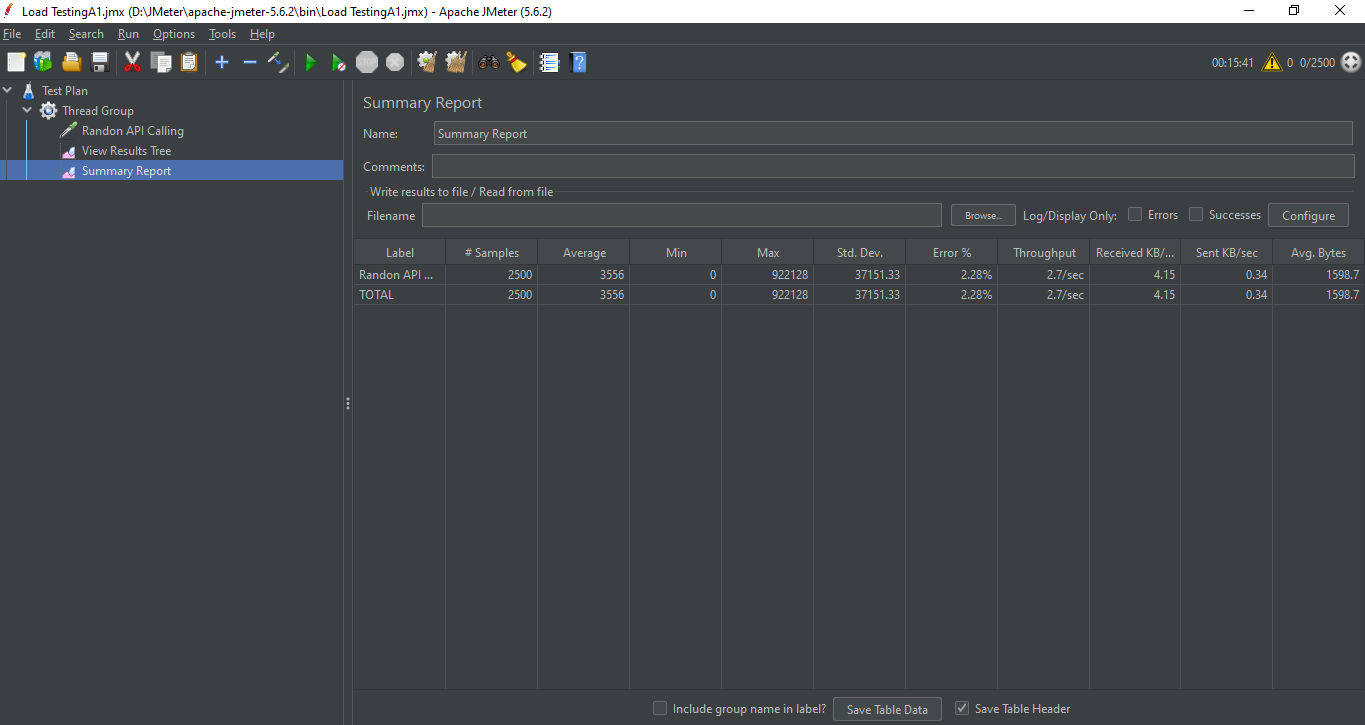 Load TestingA1.jmx (D:\JMeter\apache-jmeter-5.6.2\bin\Load TestingA1.jmx) - Apache JMeter (5.6.2)
File Edit Search Run Options Tools Help
STOP 00:15:41 0 0/2500
Test Plan
Thread Group
Randon API Calling
View Results Tree
Summary Report
Summary Report
Name: Summary Report
Comments:
Write results to file / Read from file
Filename Browse... Log/Display Only: Errors Successes Configure
Label # Samples Average Min Max Std. Dev. Error % Throughput Received KB/... Sent KB/sec Avg. Bytes
Randon API ... 2500 3556 0 922128 37151.33 2.28% 2.7/sec 4.15 0.34 1598.7
TOTAL 2500 3556 0 922128 37151.33 2.28% 2.7/sec 4.15 0.34 1598.7
Include group name in label? Save Table Data Save Table Header